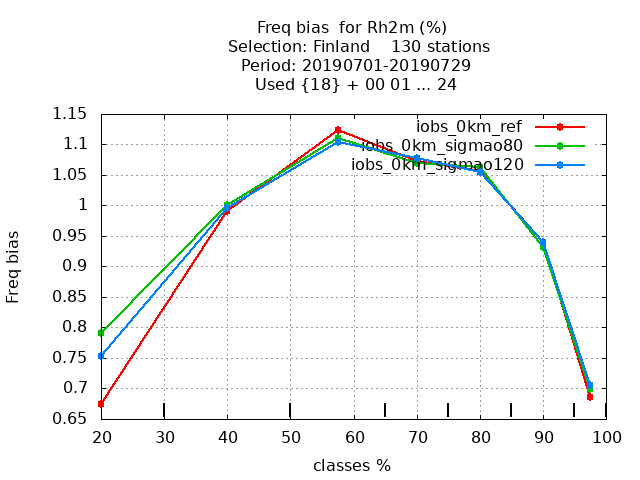 Freq bias  for Rh2m (%)
Selection: Finland    130 stations
Period: 20190701-20190729
Used {18} + 00 01 ... 24
iobs_0km_ref
iobs_0km_sigmao80
iobs_0km_sigmao120
1.15
1.1
1.05
1
0.95
0.9
0.85
0.8
0.75
0.7
0.65
Freq bias
20 30 40 50 60 70 80 90 100
classes %